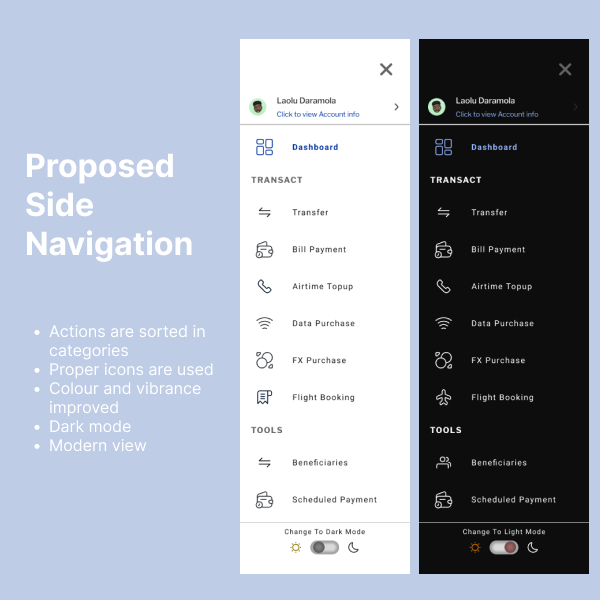 Proposed
Side
Navigation
Actions are sorted in
categories
Proper icons are used
Colour and vibrance
improved
Dark mode
Modern view
Laolu Daramola
Click to view Account info
Dashboard
TRANSACT
Transfer
Bill Payment
Airtime Topup
Data Purchase
FX Purchase
Flight Booking
TOOLS
Beneficiaries
Scheduled Payment
Change To Dark Mode
Laolu Daramola
Click to view Account info
Dashboard
TRANSACT
Transfer
Bill Payment
Airtime Topup
Data Purchase
FX Purchase
Flight Booking
TOOLS
Beneficiaries
Scheduled Payment
Change To Light Mode